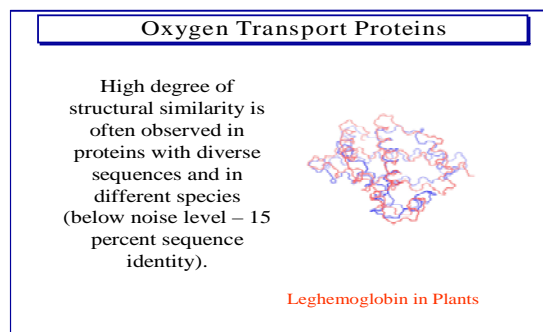 Oxygen Transport Proteins
High degree of
structural similarity is
often observed in
proteins with diverse
sequences and in
different species
(below noise level – 15
percent sequence
identity).
Leghemoglobin in Plants